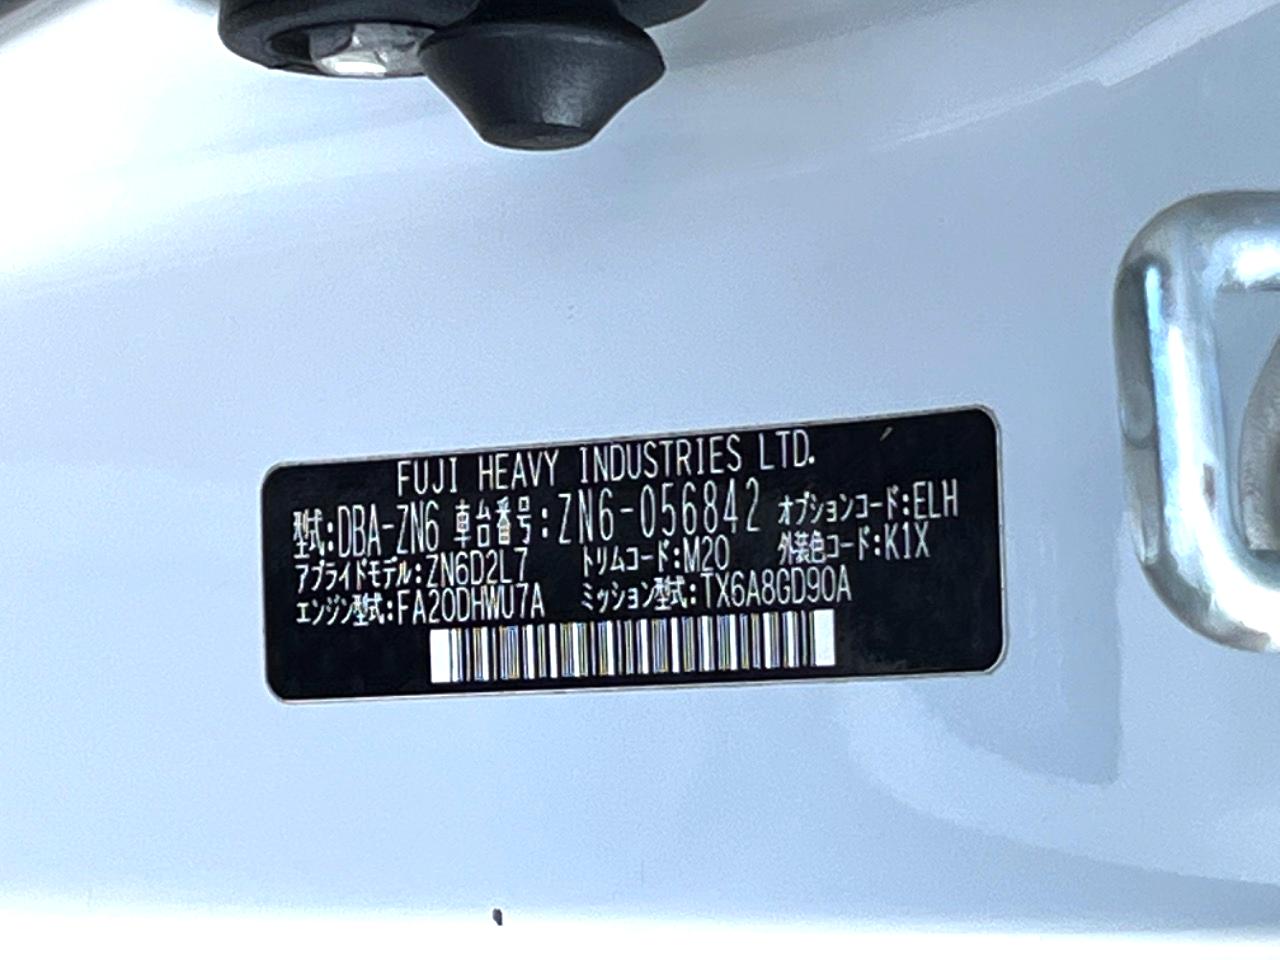 FUJI HEAVY INDUSTRIES LTD.
型式:DBA-ZN6 車台番号:ZN6-056842 オプションコード:ELH
アプライドモデル:ZN6D2L7 トリムコード:M20 外装色コード:K1X
エンジン型式:FA20DHWU7A ミッション型式:TX6A8GD90A